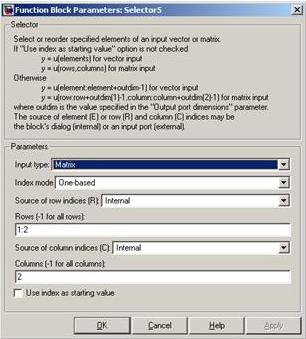 Function Block Parameters: Selector5
Selector
Select or reorder specified elements of an input vector or matrix.
If "Use index as starting value" option is not checked
y = u(elements) for vector input
y = u(rows,columns) for matrix input
Otherwise
y = u(element:element+outdim-1) for vector input
y = u(row:row+outdim(1)-1,column:column+outdim(2)-1) for matrix input
where outdim is the value specified in the "Output port dimensions" parameter.
The source of element (E) or row (R) and column (C) indices may be
the block's dialog (internal) or an input port (external).
Parameters
Input type: Matrix
Index mode: One-based
Source of row indices (R): Internal
Rows (-1 for all rows):
1:2
Source of column indices (C): Internal
Columns (-1 for all columns):
2
Use index as starting value
OK Cancel Help Apply